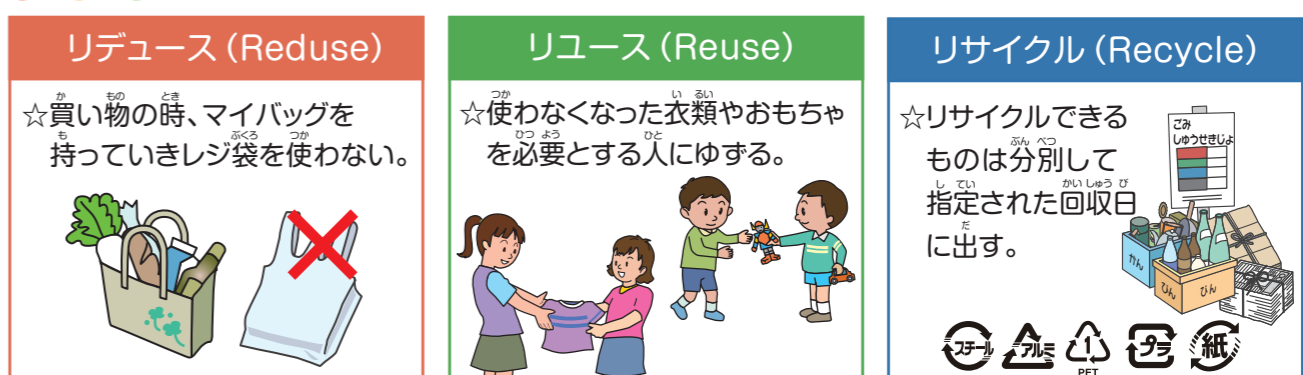 リデュース（Reduse）
☆買い物の時、マイバッグを
持っていきレジ袋を使わない。
リユース（Reuse）
☆使わなくなった衣類やおもちゃ
を必要とする人にゆずる。
リサイクル（Recycle）
☆リサイクルできる
ものは分別して
指定された回収日
に出す。
ごみ
しゅうせきじょ
かん
びん
びん
スチール
アルミ
1
PET
プラ
紙